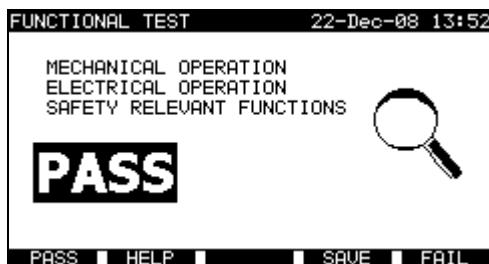 FUNCTIONAL TEST 22-Dec-08 13:52
MECHANICAL OPERATION
ELECTRICAL OPERATION
SAFETY RELEVANT FUNCTIONS
PASS
PASS HELP SAVE FAIL